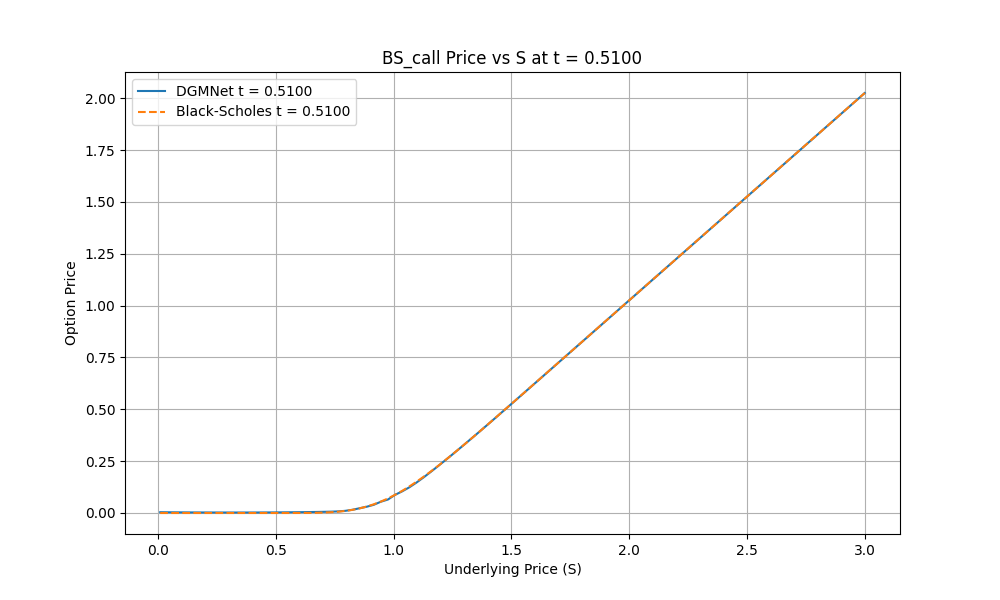 BS_call Price vs S at t = 0.5100
DGMNet t = 0.5100
Black-Scholes t = 0.5100
2.00
1.75
1.50
1.25
1.00
0.75
0.50
0.25
0.00
Option Price
0.0 0.5 1.0 1.5 2.0 2.5 3.0
Underlying Price (S)